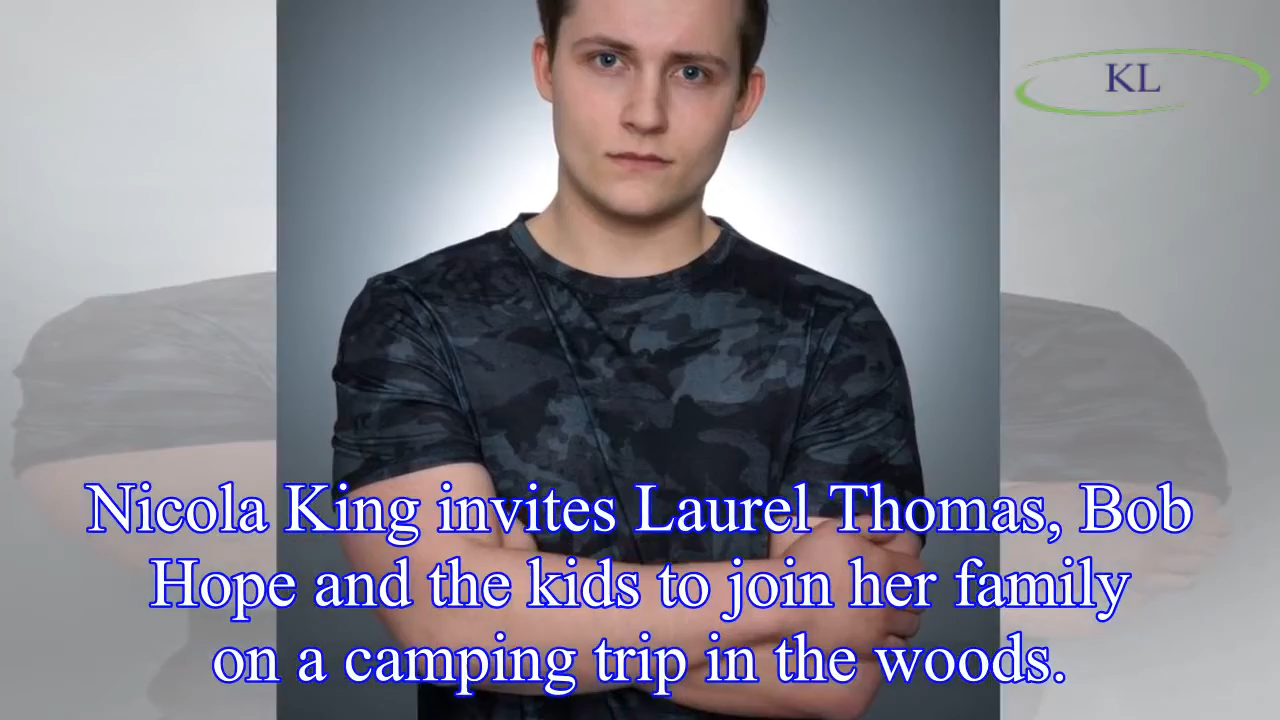 KL
Nicola King invites Laurel Thomas, Bob
Hope and the kids to join her family
on a camping trip in the woods.